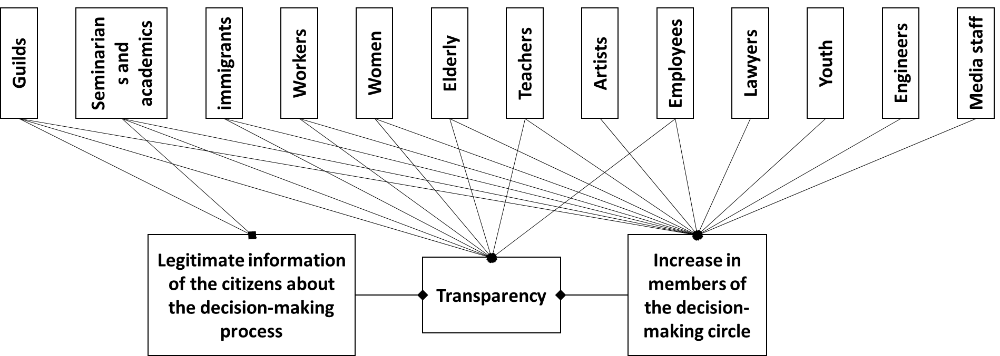 Guilds
Seminarian
s and
academics
immigrants
Workers
Women
Elderly
Teachers
Artists
Employees
Lawyers
Youth
Engineers
Media staff
Legitimate information
of the citizens about
the decision-making
process
Transparency
Increase in
members of
the decision-
making circle